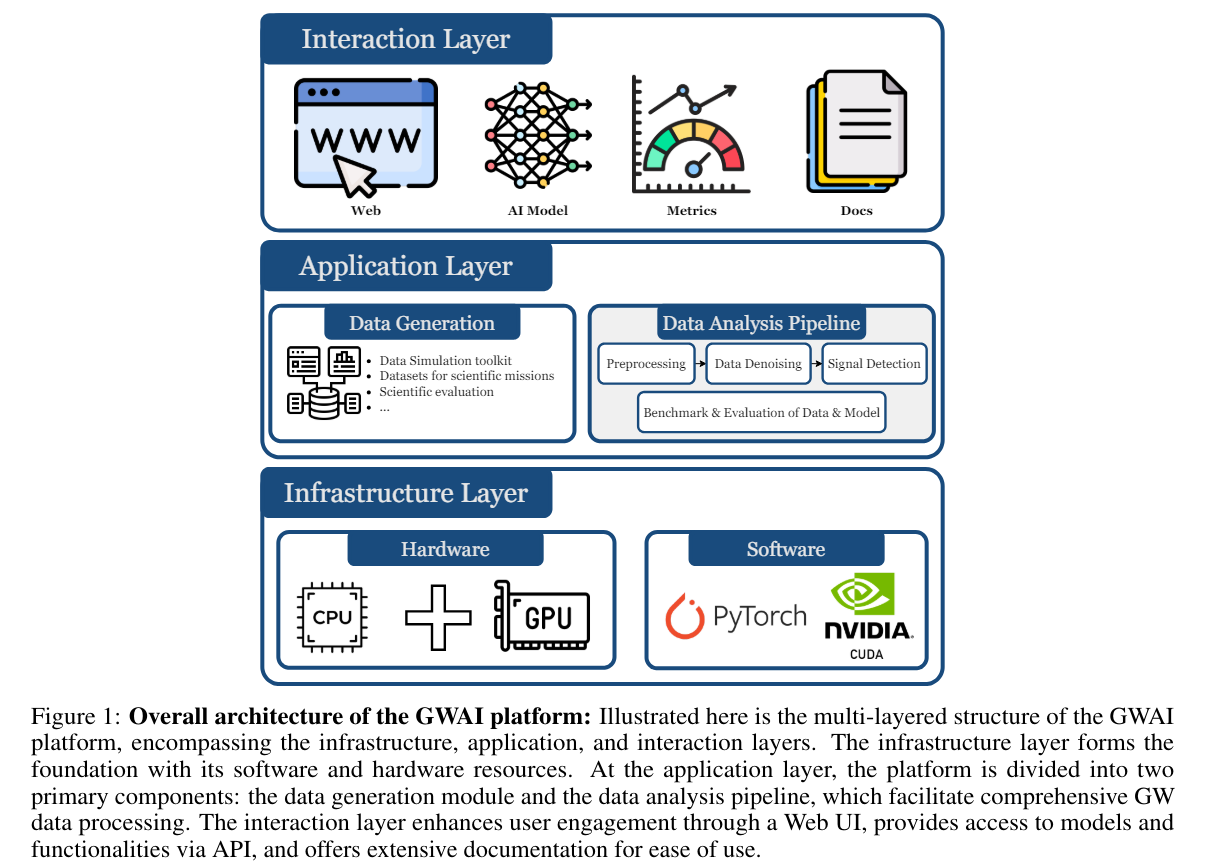 Interaction Layer
W W W
Web
AI Model
Metrics
Docs
Application Layer
Data Generation
• Data Simulation toolkit
• Datasets for scientific missions
• Scientific evaluation
• ...
Data Analysis Pipeline
Preprocessing
Data Denoising
Signal Detection
Benchmark & Evaluation of Data & Model
Infrastructure Layer
Hardware
CPU
GPU
Software
PyTorch
NVIDIA.
CUDA
Figure 1: Overall architecture of the GWAI platform: Illustrated here is the multi-layered structure of the GWAI
platform, encompassing the infrastructure, application, and interaction layers. The infrastructure layer forms the
foundation with its software and hardware resources. At the application layer, the platform is divided into two
primary components: the data generation module and the data analysis pipeline, which facilitate comprehensive GW
data processing. The interaction layer enhances user engagement through a Web UI, provides access to models and
functionalities via API, and offers extensive documentation for ease of use.